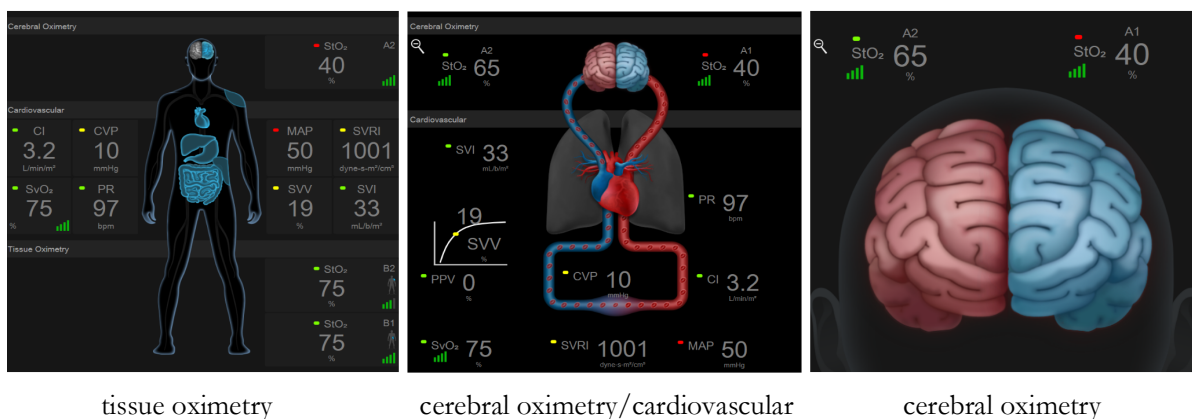 Cerebral Oximetry
StO₂ A2
40
%
Cardiovascular
CI CVP MAP SVRI
3.2 10 50 1001
L/min/m² mmHg mmHg dyne-s-m²/cm⁵
SvO₂ PR SVV SVI
75 97 19 33
% bpm % mL/b/m²
Tissue Oximetry
StO₂ B2
75
%
StO₂ B1
75
%
tissue oximetry
Cerebral Oximetry
A2 A1
StO₂ 65 StO₂ 40
% %
Cardiovascular
SVI 33
mL/b/m²
PR 97
bpm
19
SVV
%
PPV 0
%
CVP 10
mmHg
CI 3.2
L/min/m²
SvO₂ 75 SVRI 1001 MAP 50
% dyne-s-m²/cm⁵ mmHg
cerebral oximetry/cardiovascular
A2 A1
StO₂ 65 StO₂ 40
% %
cerebral oximetry